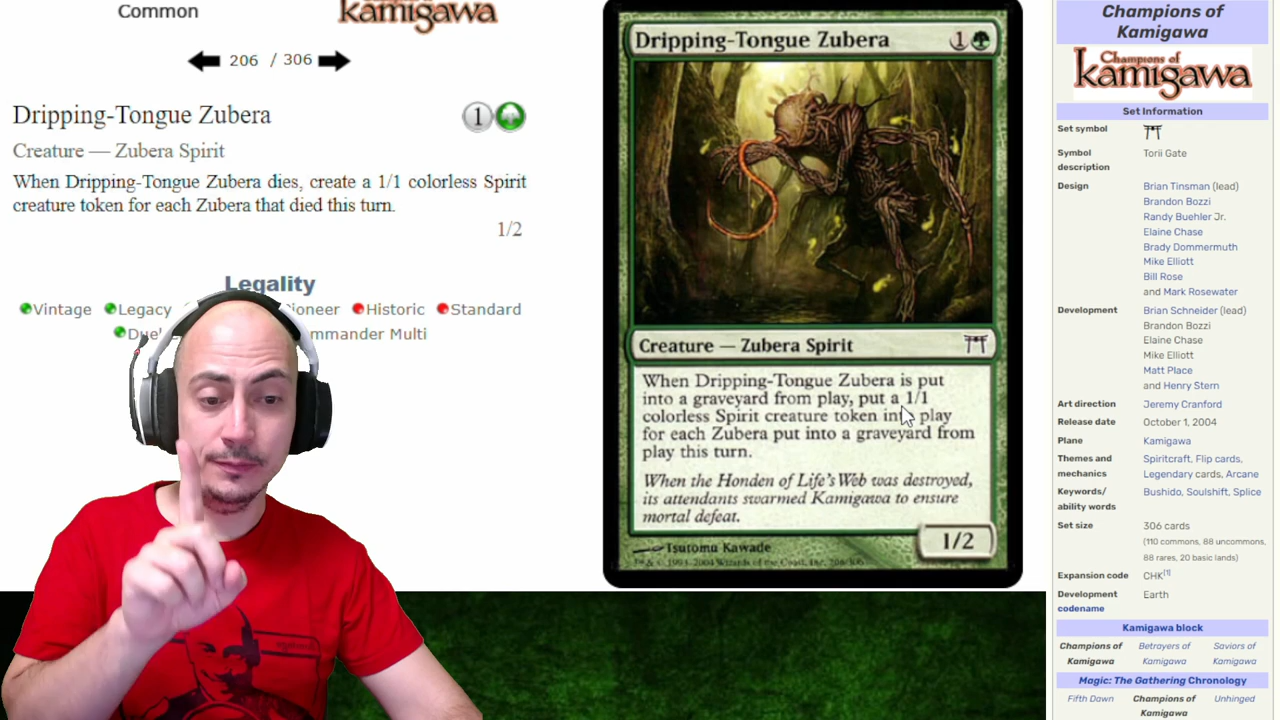 Common
kamigawa
206 / 306
Dripping-Tongue Zubera
1
Creature — Zubera Spirit
When Dripping-Tongue Zubera dies, create a 1/1 colorless Spirit
creature token for each Zubera that died this turn.
1/2
Legality
Vintage Legacy Historic Standard
Multi
Dripping-Tongue Zubera 1
Creature — Zubera Spirit
When Dripping-Tongue Zubera is put
into a graveyard from play, put a 1/1
colorless Spirit creature token into play
for each Zubera put into a graveyard from
play this turn.
When the Honden of Life's Web was destroyed,
its attendants swarmed Kamigawa to ensure
mortal defeat.
1/2
Tsutomu Kawade
Champions of
Kamigawa
Champions of
kamigawa
Set Information
Set symbol
Symbol description Torii Gate
Design Brian Tinsman (lead)
Brandon Bozzi
Randy Buehler Jr.
Elaine Chase
Brady Dommermuth
Mike Elliott
Bill Rose
and Mark Rosewater
Development Brian Schneider (lead)
Brandon Bozzi
Elaine Chase
Mike Elliott
Matt Place
and Henry Stern
Art direction Jeremy Cranford
Release date October 1, 2004
Plane Kamigawa
Themes and Spiritcraft, Flip cards,
mechanics Legendary cards, Arcane
Keywords/ Bushido, Soulshift, Splice
ability words
Set size 306 cards
(110 commons, 88 uncommons,
88 rares, 20 basic lands)
Expansion code CHK[1]
Development Earth
codename
Kamigawa block
Champions of Betrayers of Saviors of
Kamigawa Kamigawa Kamigawa
Magic: The Gathering Chronology
Fifth Dawn Champions of Unhinged
Kamigawa